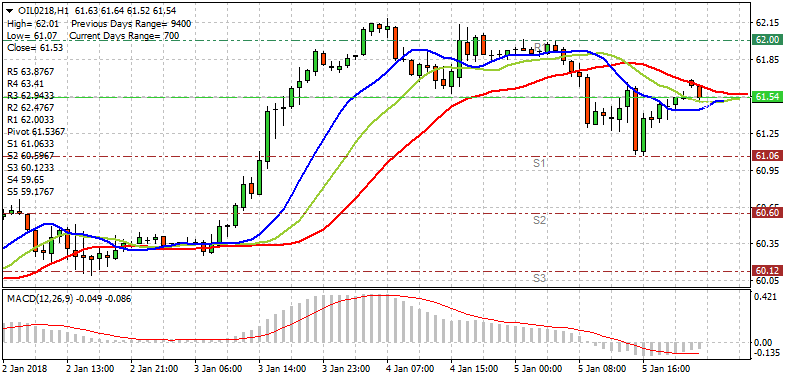 OIL0218,H1 61.63 61.64 61.52 61.54
High= 62.01 Previous Days Range= 9400
Low= 61.07 Current Days Range= 700
Close= 61.53
R5 63.8767
R4 63.41
R3 62.9433
R2 62.4767
R1 62.0033
Pivot 61.5367
S1 61.0633
S2 60.5967
S3 60.1233
S4 59.65
S5 59.1767
R1
S1
S2
S3
62.15
62.00
61.85
61.54
61.25
61.06
60.95
60.65
60.60
60.35
60.12
60.05
MACD(12,26,9) -0.049 -0.086
0.421
0.00
-0.135
2 Jan 2018 2 Jan 13:00 2 Jan 21:00 3 Jan 06:00 3 Jan 14:00 3 Jan 23:00 4 Jan 07:00 4 Jan 15:00 5 Jan 00:00 5 Jan 08:00 5 Jan 16:00